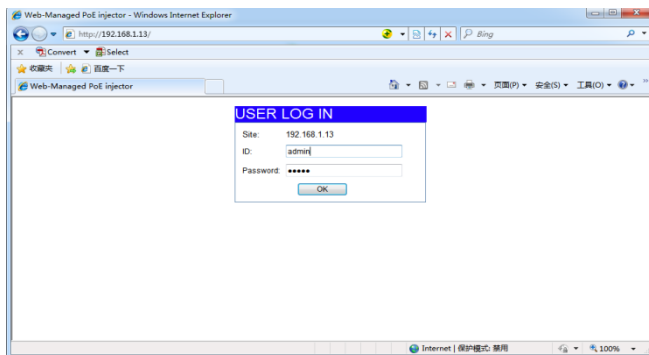 Web-Managed PoE injector - Windows Internet Explorer
http://192.168.1.13/
Bing
x Convert Select
收藏夹 百度一下
Web-Managed PoE injector 页面(P) 安全(S) 工具(O)
USER LOG IN
Site: 192.168.1.13
ID: admin
Password: •••••
OK
Internet | 保护模式: 禁用 100%